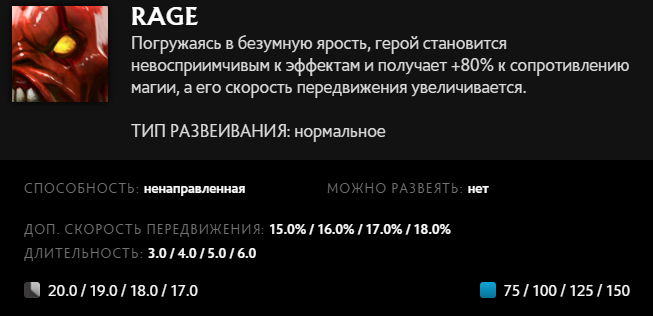 RAGE
Погружаясь в безумную ярость, герой становится
невосприимчивым к эффектам и получает +80% к сопротивлению
магии, а его скорость передвижения увеличивается.
ТИП РАЗВЕИВАНИЯ: нормальное
СПОСОБНОСТЬ: ненаправленная МОЖНО РАЗВЕЯТЬ: нет
ДОП. СКОРОСТЬ ПЕРЕДВИЖЕНИЯ: 15.0% / 16.0% / 17.0% / 18.0%
ДЛИТЕЛЬНОСТЬ: 3.0 / 4.0 / 5.0 / 6.0
20.0 / 19.0 / 18.0 / 17.0 75 / 100 / 125 / 150